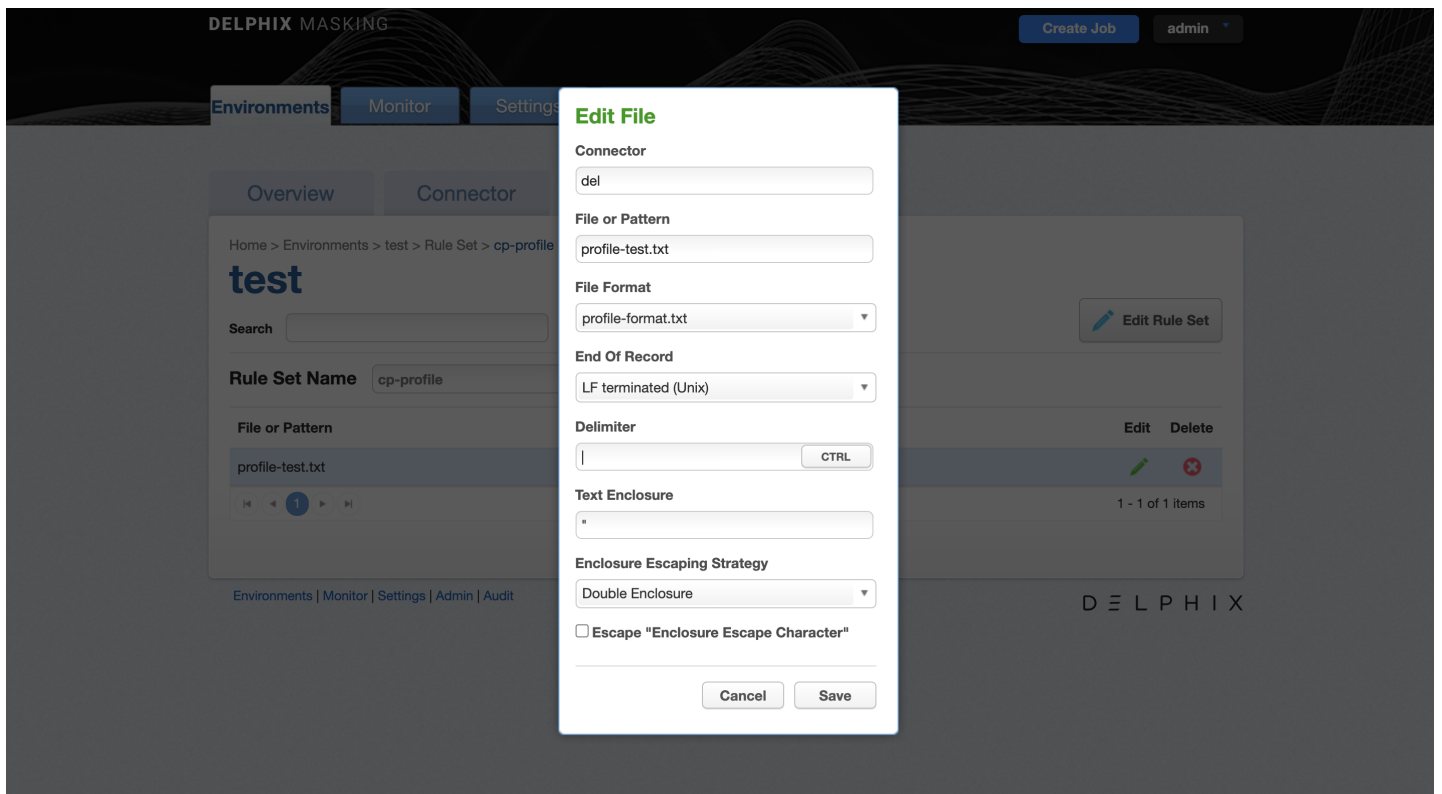 DELPHIX MASKING
Create Job
admin
Environments
Monitor
Settings
Edit File
Connector
del
File or Pattern
profile-test.txt
File Format
profile-format.txt
End Of Record
LF terminated (Unix)
Delimiter
|
CTRL
Text Enclosure
"
Enclosure Escaping Strategy
Double Enclosure
Escape "Enclosure Escape Character"
Cancel
Save
Overview
Connector
Home > Environments > test > Rule Set > cp-profile
test
Search
Edit Rule Set
Rule Set Name
cp-profile
File or Pattern
Edit
Delete
profile-test.txt
1
1 - 1 of 1 items
Environments | Monitor | Settings | Admin | Audit
DELPHIX